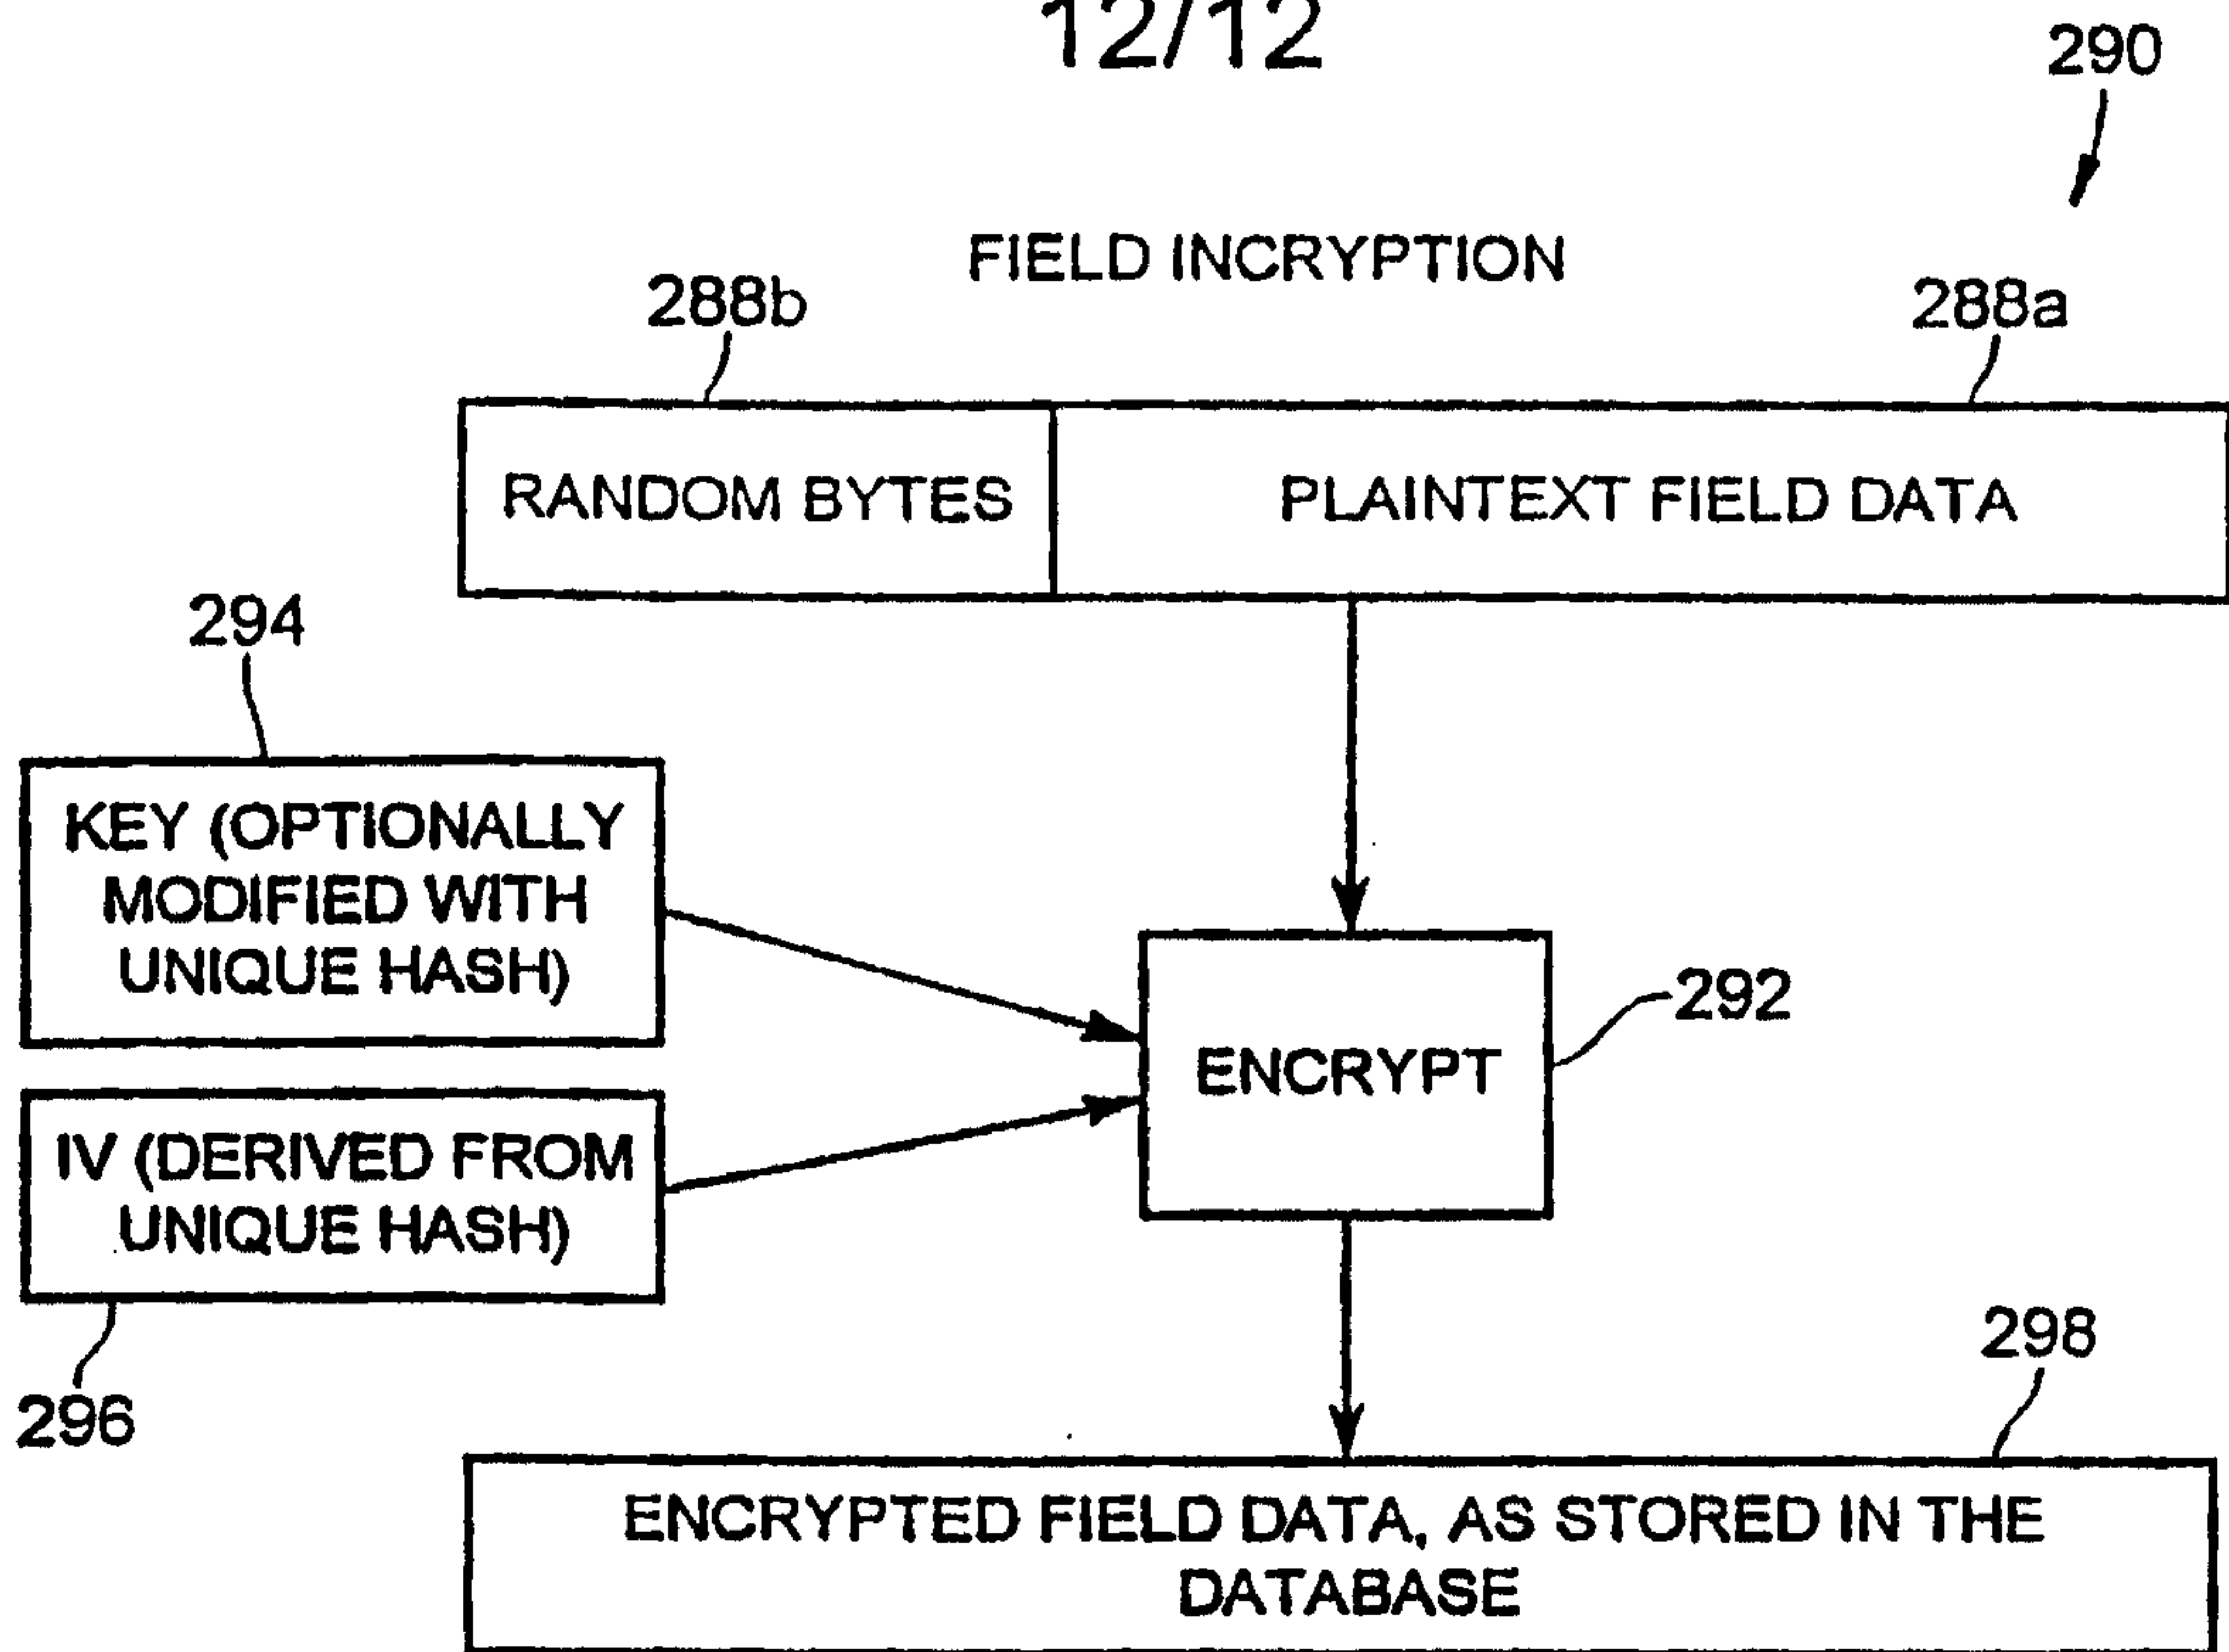 12/12
290
FIELD INCRYPTION
288b
288a
RANDOM BYTES
PLAINTEXT FIELD DATA
294
KEY (OPTIONALLY
MODIFIED WITH
UNIQUE HASH)
292
ENCRYPT
IV (DERIVED FROM
UNIQUE HASH)
296
298
ENCRYPTED FIELD DATA, AS STORED IN THE
DATABASE